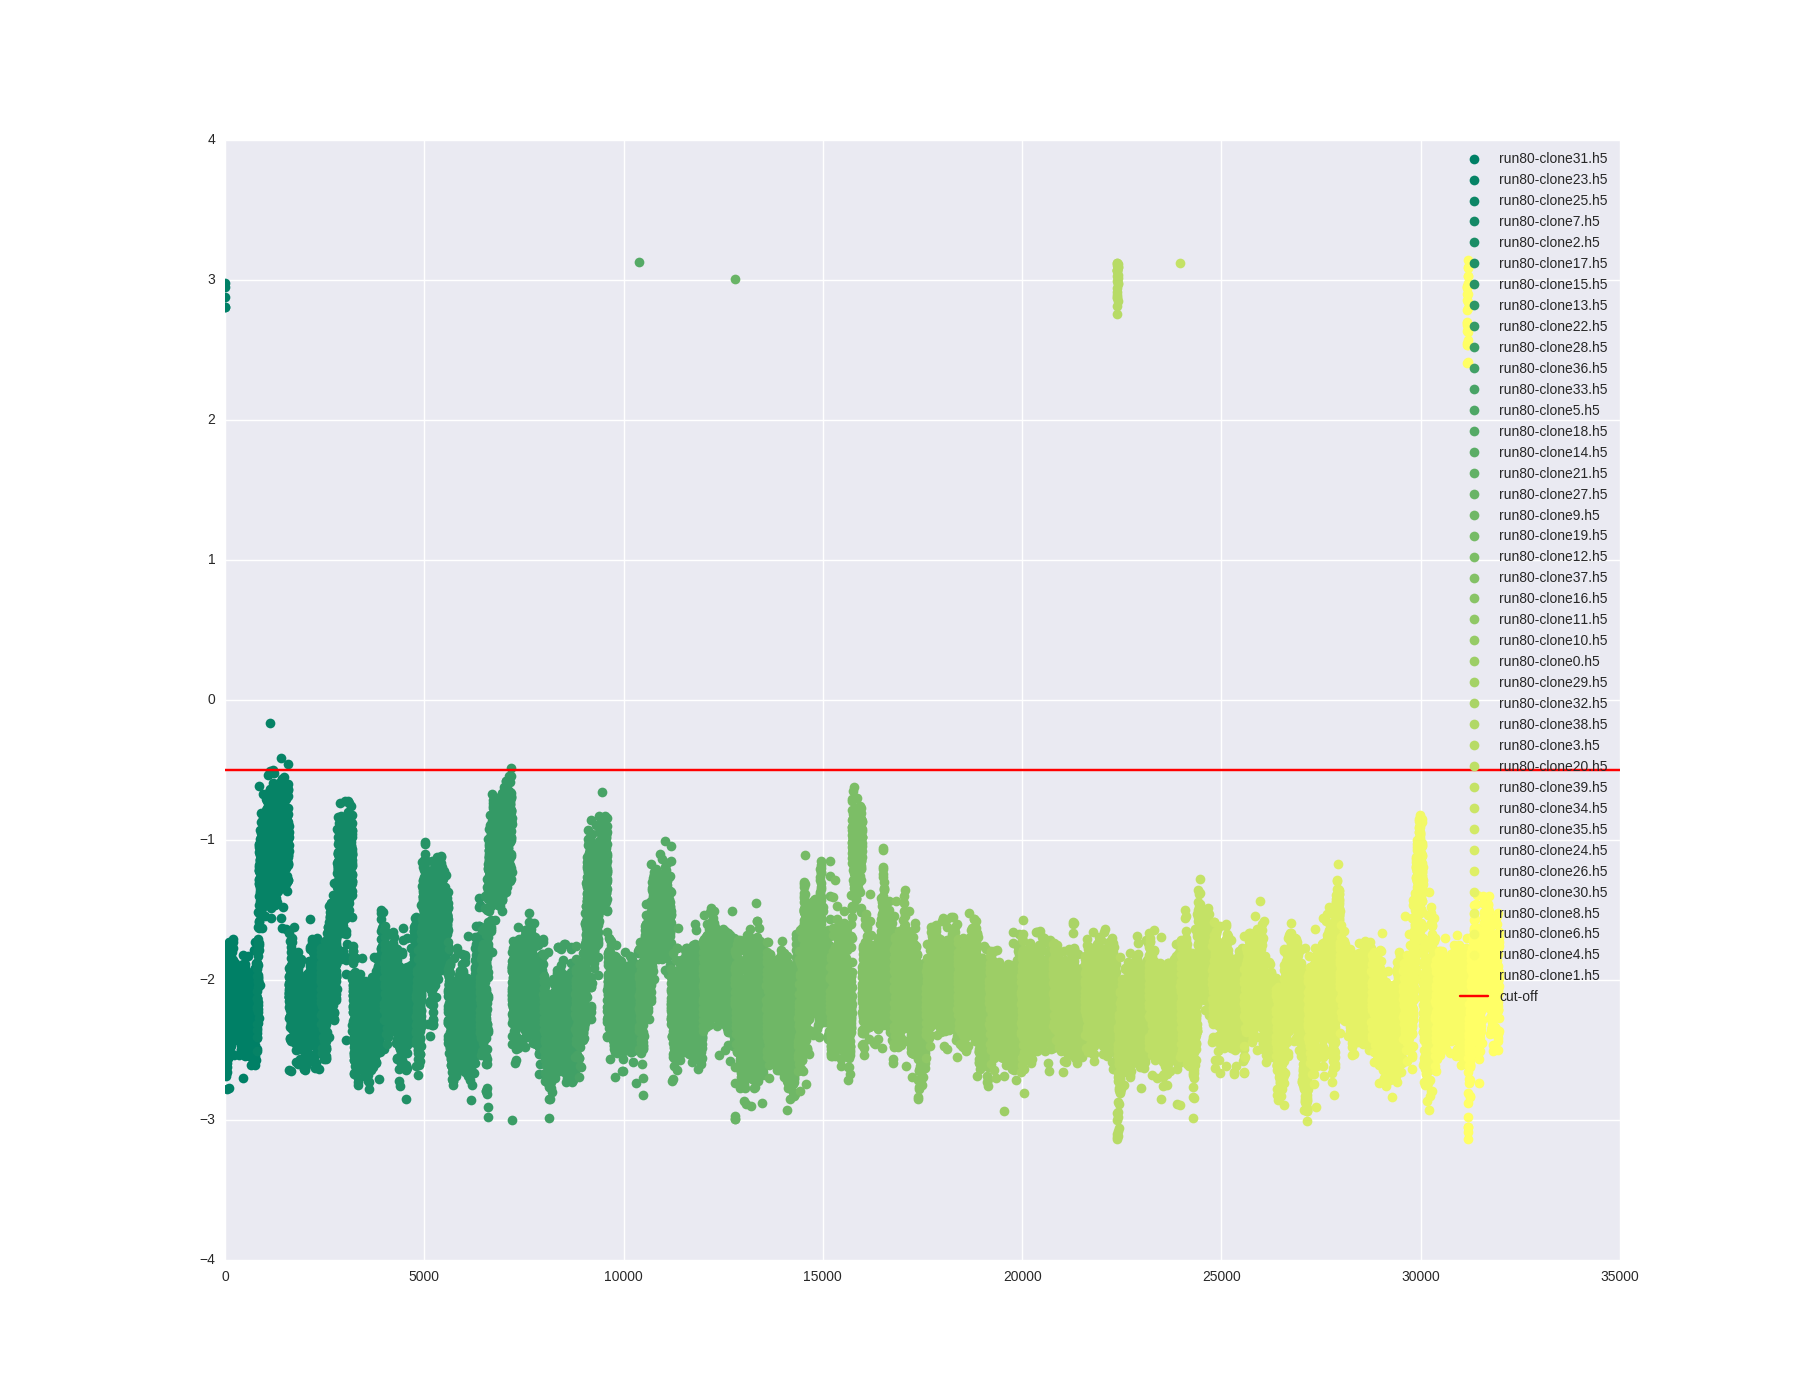 4
3
2
1
0
−1
−2
−3
−4
0
5000
10000
15000
20000
25000
30000
35000
run80-clone31.h5
run80-clone23.h5
run80-clone25.h5
run80-clone7.h5
run80-clone2.h5
run80-clone17.h5
run80-clone15.h5
run80-clone13.h5
run80-clone22.h5
run80-clone28.h5
run80-clone36.h5
run80-clone33.h5
run80-clone5.h5
run80-clone18.h5
run80-clone14.h5
run80-clone21.h5
run80-clone27.h5
run80-clone9.h5
run80-clone19.h5
run80-clone12.h5
run80-clone37.h5
run80-clone16.h5
run80-clone11.h5
run80-clone10.h5
run80-clone0.h5
run80-clone29.h5
run80-clone32.h5
run80-clone38.h5
run80-clone3.h5
run80-clone20.h5
run80-clone39.h5
run80-clone34.h5
run80-clone35.h5
run80-clone24.h5
run80-clone26.h5
run80-clone30.h5
run80-clone8.h5
run80-clone6.h5
run80-clone4.h5
run80-clone1.h5
cut-off